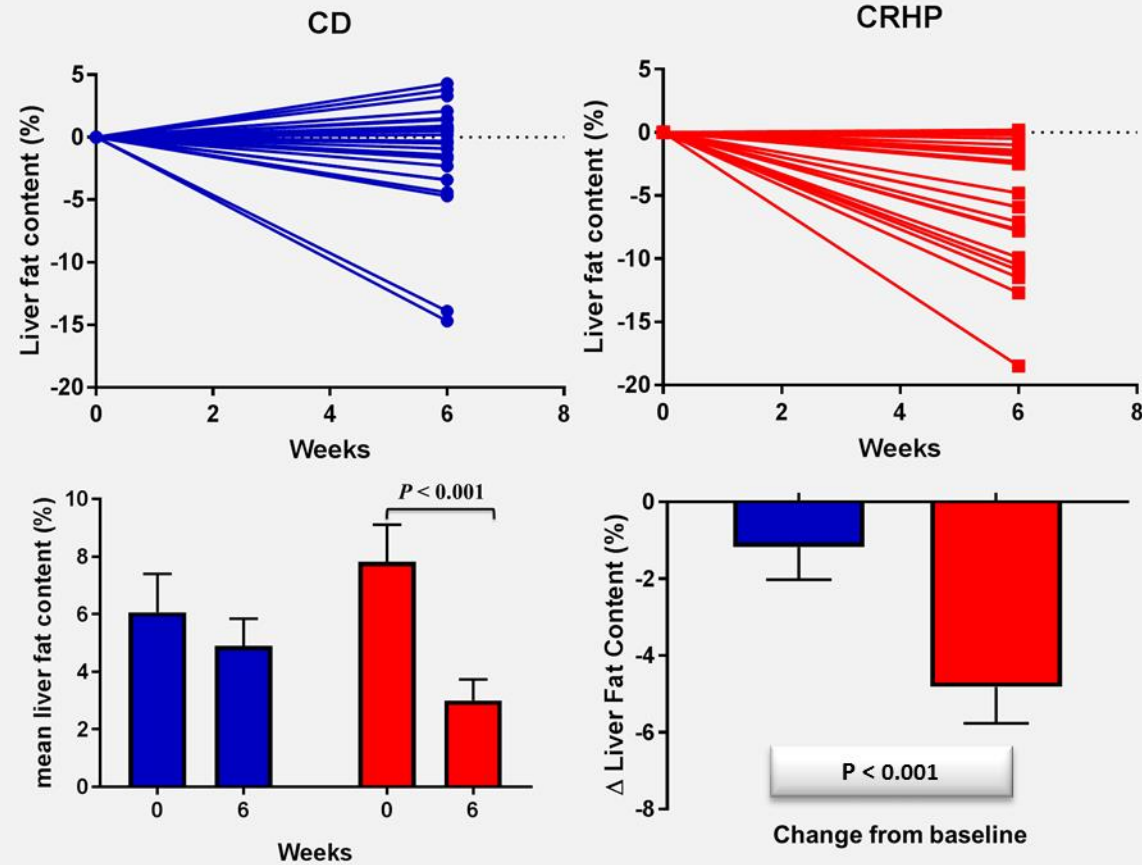 CD
Liver fat content (%)
5
0
-5
-10
-15
-20
0 2 4 6 8
Weeks
CRHP
Liver fat content (%)
5
0
-5
-10
-15
-20
0 2 4 6 8
Weeks
mean liver fat content (%)
10
8
6
4
2
0
P < 0.001
0 6 0 6
Weeks
Δ Liver Fat Content (%)
0
-2
-4
-6
-8
P < 0.001
Change from baseline